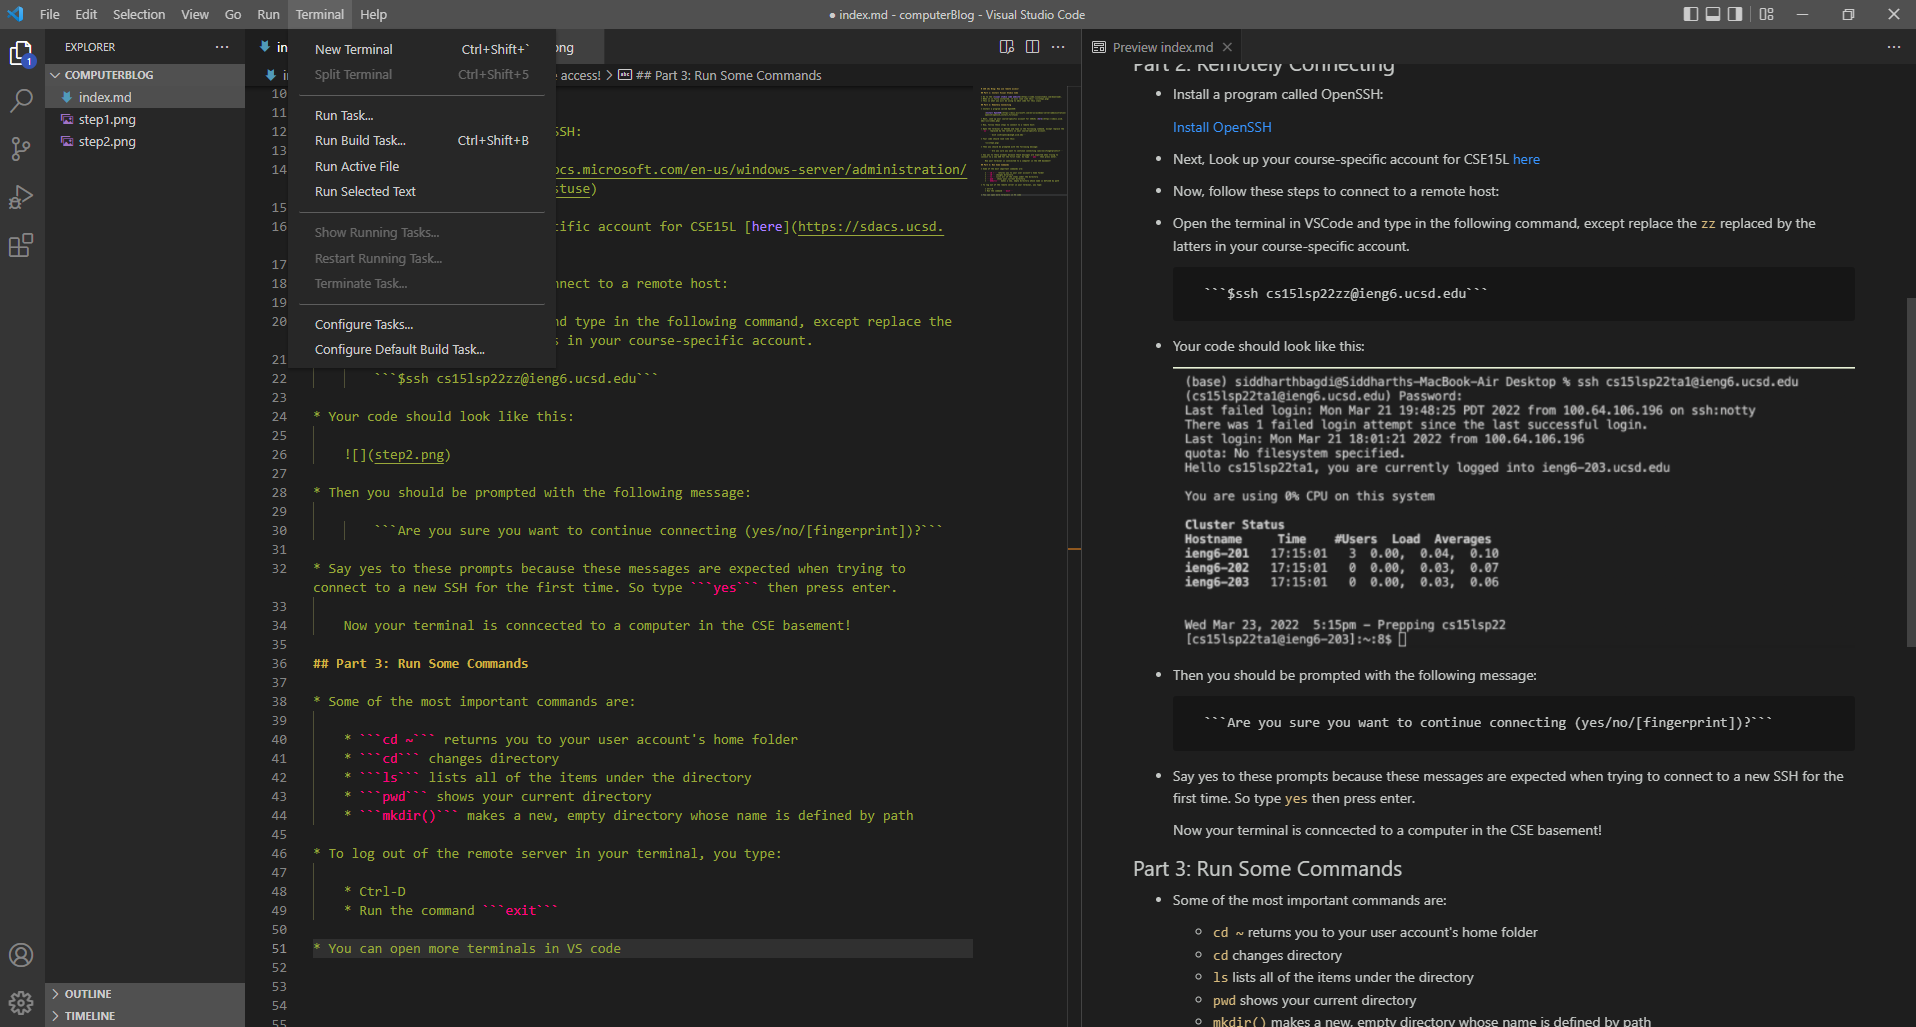 File Edit Selection View Go Run Terminal Help
● index.md - computerBlog - Visual Studio Code
EXPLORER
1
COMPUTERBLOG
index.md
step1.png
step2.png
OUTLINE
TIMELINE
New Terminal Ctrl+Shift+`
Split Terminal Ctrl+Shift+5
Run Task...
Run Build Task... Ctrl+Shift+B
Run Active File
Run Selected Text
Show Running Tasks...
Restart Running Task...
Terminate Task...
Configure Tasks...
Configure Default Build Task...
in
ng
access! > ## Part 3: Run Some Commands
10
11
12 SSH:
13
14 ocs.microsoft.com/en-us/windows-server/administration/
stuse)
15
16 ific account for CSE15L [here](https://sdacs.ucsd.
17
18 nnect to a remote host:
19
20 nd type in the following command, except replace the
s in your course-specific account.
21
22 ```$ssh cs15lsp22zz@ieng6.ucsd.edu```
23
24 * Your code should look like this:
25
26 ![](step2.png)
27
28 * Then you should be prompted with the following message:
29
30 ```Are you sure you want to continue connecting (yes/no/[fingerprint])?```
31
32 * Say yes to these prompts because these messages are expected when trying to
connect to a new SSH for the first time. So type ```yes``` then press enter.
33
34 Now your terminal is conncected to a computer in the CSE basement!
35
36 ## Part 3: Run Some Commands
37
38 * Some of the most important commands are:
39
40 * ```cd ~``` returns you to your user account's home folder
41 * ```cd``` changes directory
42 * ```ls``` lists all of the items under the directory
43 * ```pwd``` shows your current directory
44 * ```mkdir()``` makes a new, empty directory whose name is defined by path
45
46 * To log out of the remote server in your terminal, you type:
47
48 * Ctrl-D
49 * Run the command ```exit```
50
51 * You can open more terminals in VS code
52
53
54
55
Preview index.md
Part 2: Remotely Connecting
• Install a program called OpenSSH:
Install OpenSSH
• Next, Look up your course-specific account for CSE15L here
• Now, follow these steps to connect to a remote host:
• Open the terminal in VSCode and type in the following command, except replace the zz replaced by the
latters in your course-specific account.
```$ssh cs15lsp22zz@ieng6.ucsd.edu```
• Your code should look like this:
(base) siddharthbagdi@Siddharths-MacBook-Air Desktop % ssh cs15lsp22ta1@ieng6.ucsd.edu
(cs15lsp22ta1@ieng6.ucsd.edu) Password:
Last failed login: Mon Mar 21 19:48:25 PDT 2022 from 100.64.106.196 on ssh:notty
There was 1 failed login attempt since the last successful login.
Last login: Mon Mar 21 18:01:21 2022 from 100.64.106.196
quota: No filesystem specified.
Hello cs15lsp22ta1, you are currently logged into ieng6-203.ucsd.edu
You are using 0% CPU on this system
Cluster Status
Hostname Time #Users Load Averages
ieng6-201 17:15:01 3 0.00, 0.04, 0.10
ieng6-202 17:15:01 0 0.00, 0.03, 0.07
ieng6-203 17:15:01 0 0.00, 0.03, 0.06
Wed Mar 23, 2022 5:15pm - Prepping cs15lsp22
[cs15lsp22ta1@ieng6-203]:~:8$
• Then you should be prompted with the following message:
```Are you sure you want to continue connecting (yes/no/[fingerprint])?```
• Say yes to these prompts because these messages are expected when trying to connect to a new SSH for the
first time. So type yes then press enter.
Now your terminal is conncected to a computer in the CSE basement!
Part 3: Run Some Commands
• Some of the most important commands are:
cd ~ returns you to your user account's home folder
cd changes directory
ls lists all of the items under the directory
pwd shows your current directory
mkdir() makes a new, empty directory whose name is defined by path